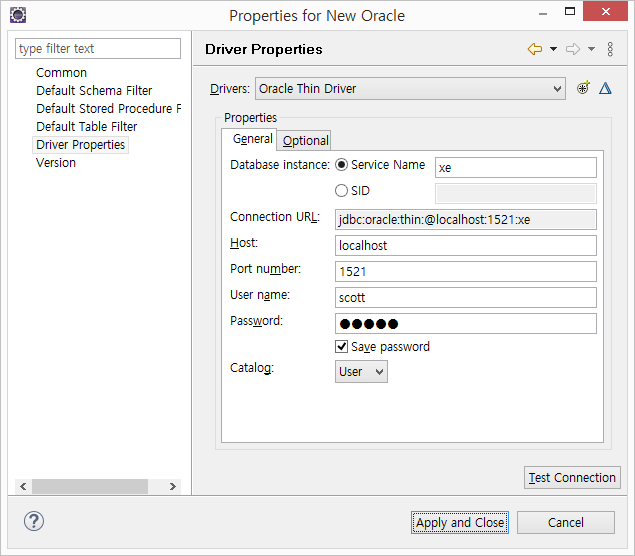 Properties for New Oracle
type filter text
Common
Default Schema Filter
Default Stored Procedure F
Default Table Filter
Driver Properties
Version
Driver Properties
Drivers: Oracle Thin Driver
Properties
General Optional
Database instance: Service Name xe
SID
Connection URL: jdbc:oracle:thin:@localhost:1521:xe
Host: localhost
Port number: 1521
User name: scott
Password: ●●●●●
Save password
Catalog: User
Test Connection
Apply and Close Cancel